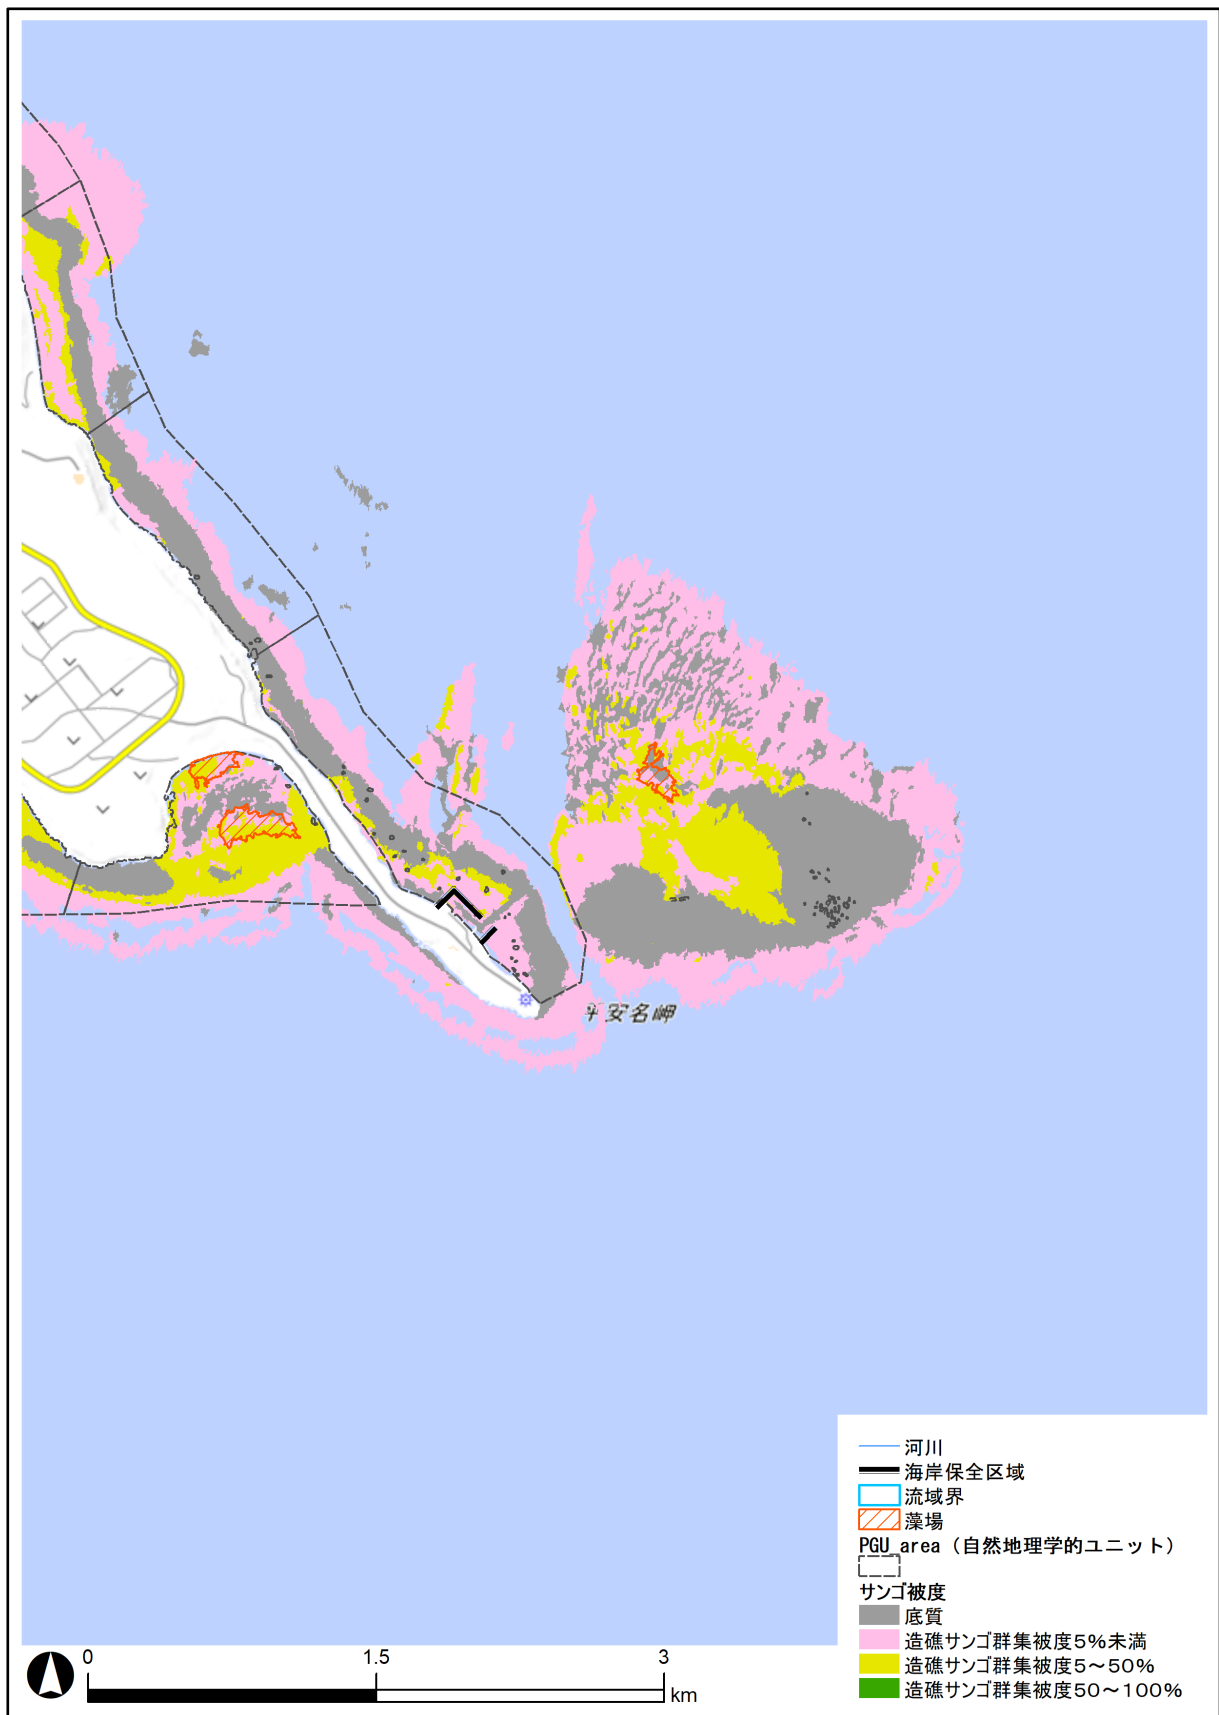 平安名岬
河川
海岸保全区域
流域界
藻場
PGU_area（自然地理学的ユニット）
サンゴ被度
底質
造礁サンゴ群集被度5%未満
造礁サンゴ群集被度5～50%
造礁サンゴ群集被度50～100%
0 1.5 3
km